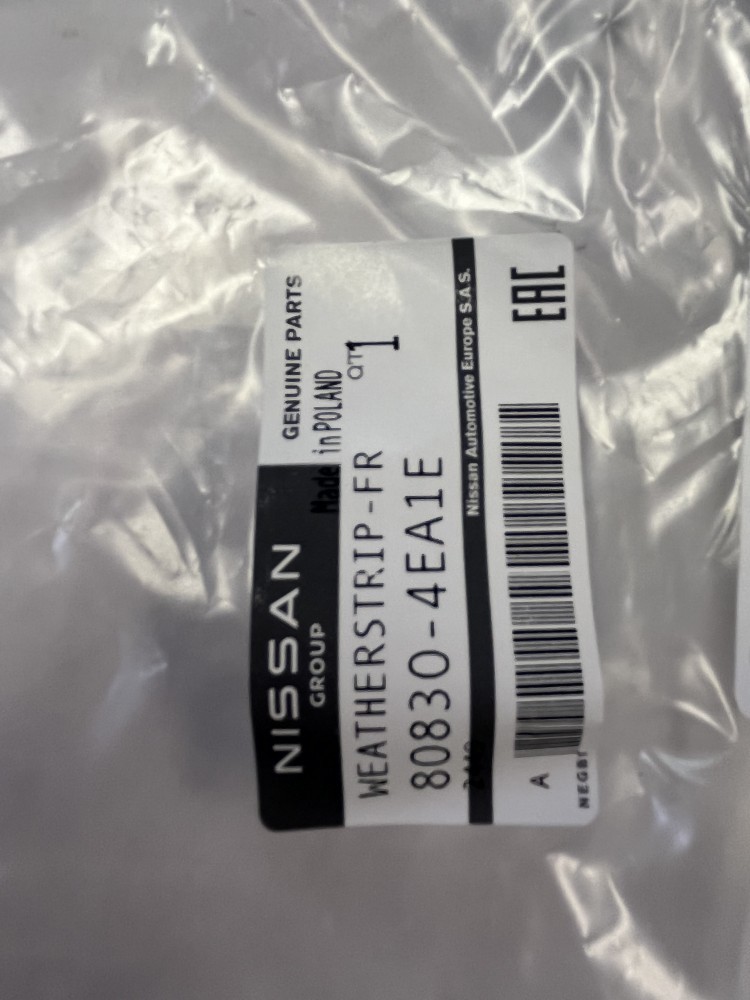 NISSAN
GROUP
GENUINE PARTS
Made in POLAND
WEATHERSTRIP-FR
QTY
1
80830-4EA1E
Nissan Automotive Europe S.A.S.
A
EAC